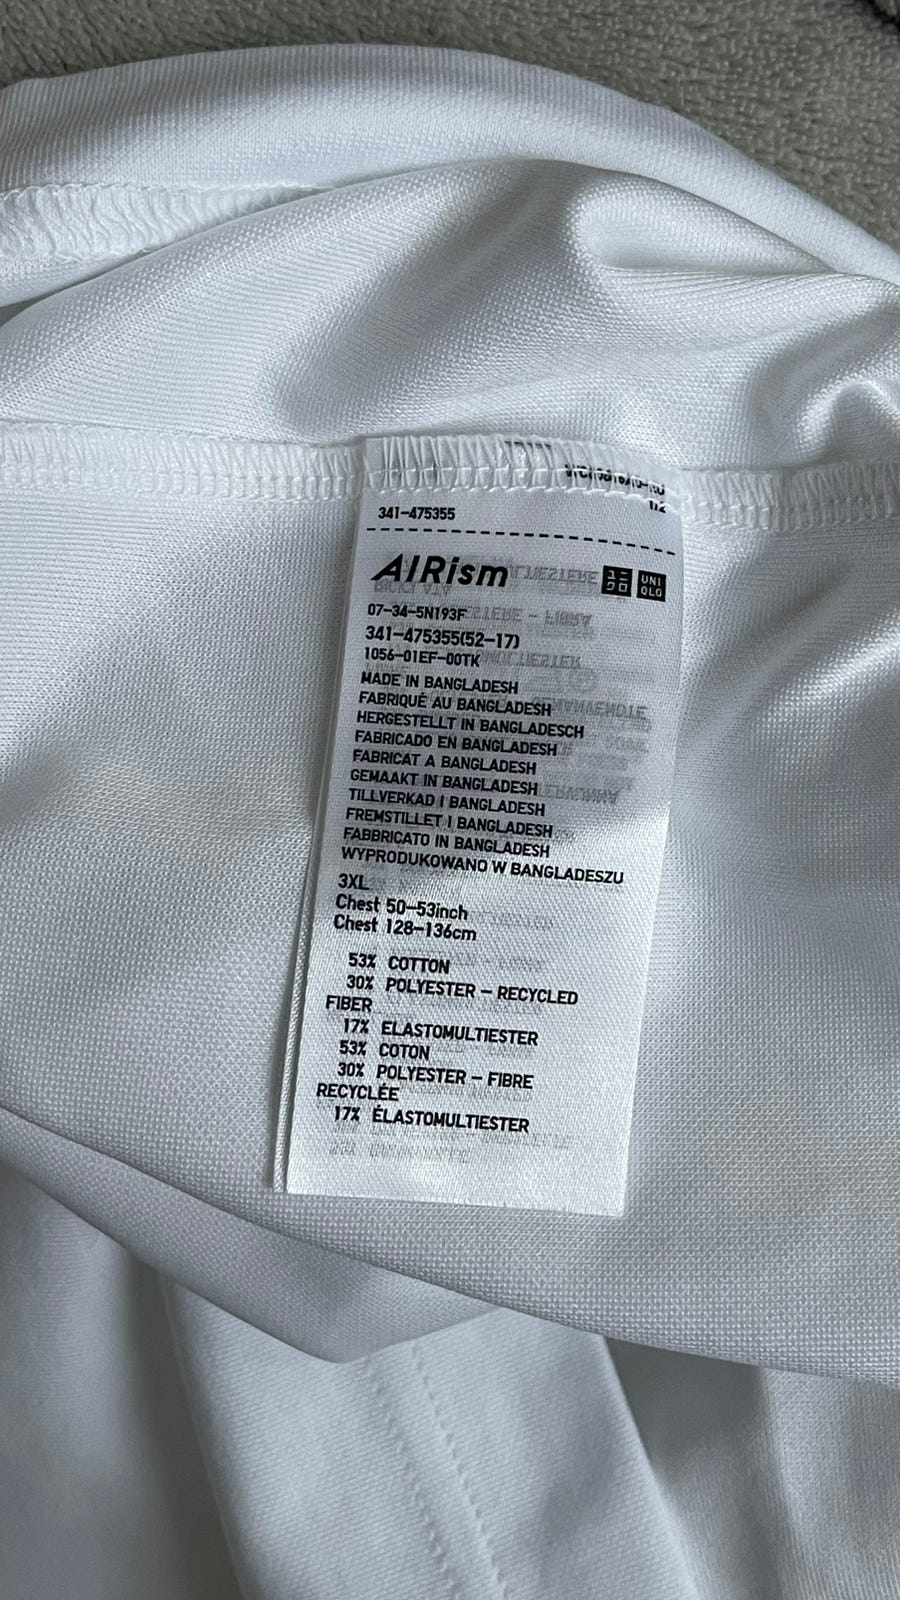 1/2
341-475355
AIRism ユニクロ UNIQLO
07-34-5N193F
341-475355(52-17)
1056-01EF-00TK
MADE IN BANGLADESH
FABRIQUÉ AU BANGLADESH
HERGESTELLT IN BANGLADESCH
FABRICADO EN BANGLADESH
FABRICAT A BANGLADESH
GEMAAKT IN BANGLADESH
TILLVERKAD I BANGLADESH
FREMSTILLET I BANGLADESH
FABBRICATO IN BANGLADESH
WYPRODUKOWANO W BANGLADESZU
3XL
Chest 50-53inch
Chest 128-136cm
53% COTTON
30% POLYESTER - RECYCLED
FIBER
17% ELASTOMULTIESTER
53% COTON
30% POLYESTER - FIBRE
RECYCLÉE
17% ÉLASTOMULTIESTER